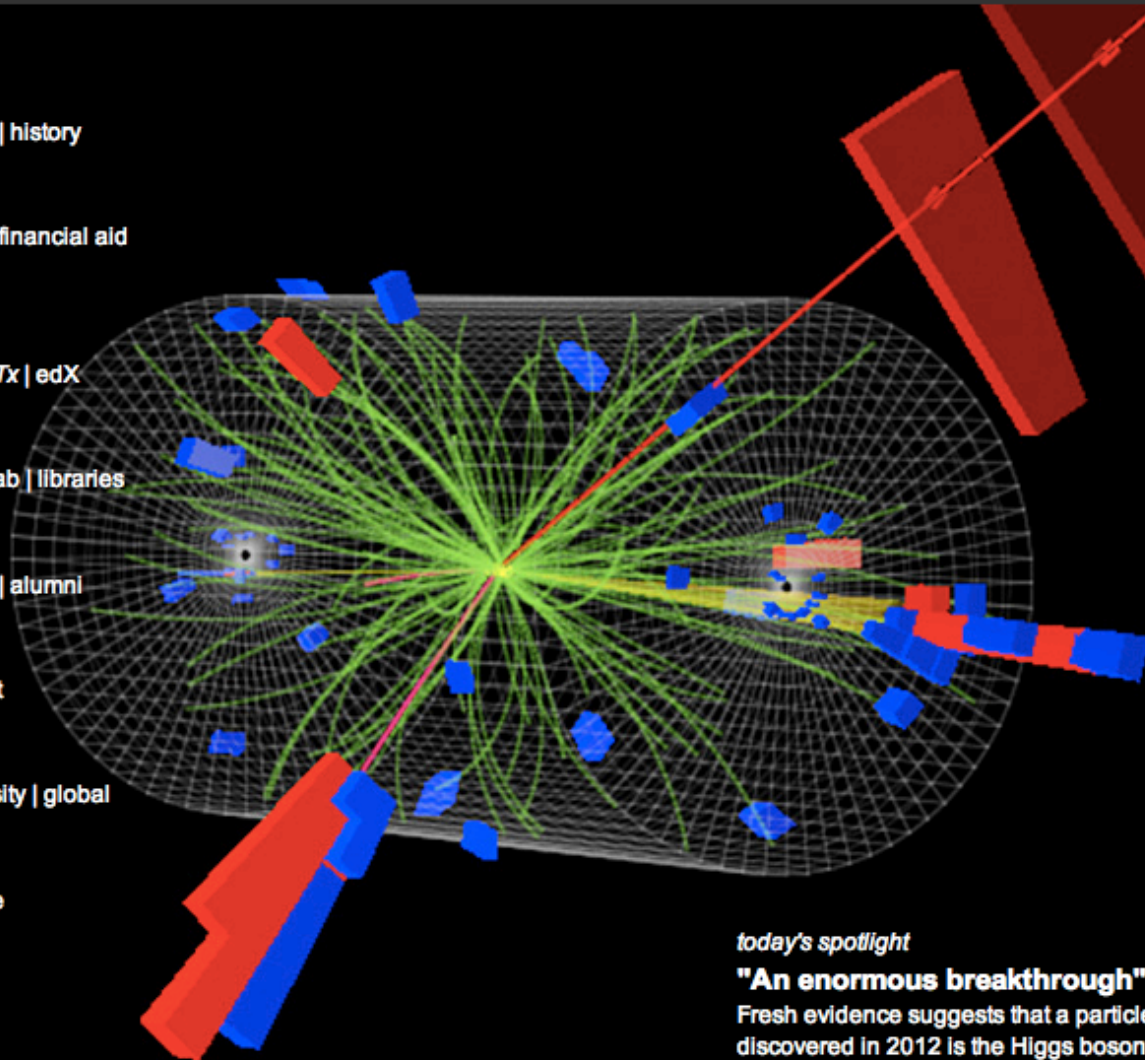 | history
financial aid
Tx | edX
ab | libraries
| alumni
t
sity | global
e
today's spotlight
"An enormous breakthrough"
Fresh evidence suggests that a particle
discovered in 2012 is the Higgs boson